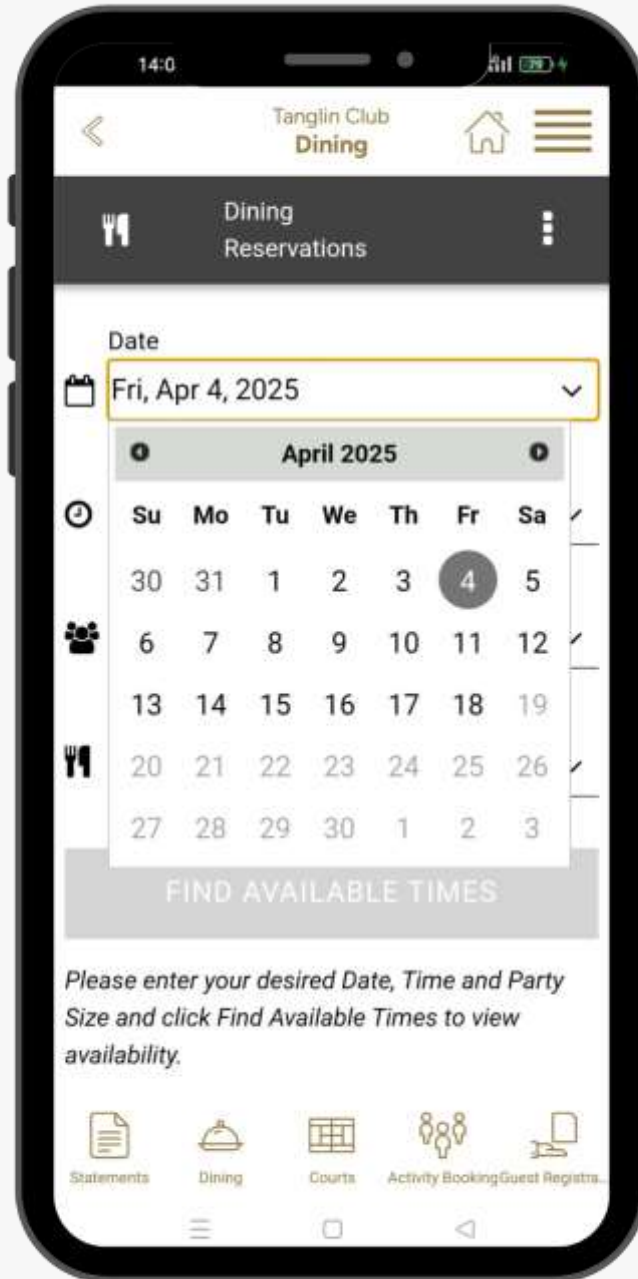 14:0
79
Tanglin Club
Dining
Dining
Reservations
Date
Fri, Apr 4, 2025
April 2025
Su Mo Tu We Th Fr Sa
30 31 1 2 3 4 5
6 7 8 9 10 11 12
13 14 15 16 17 18 19
20 21 22 23 24 25 26
27 28 29 30 1 2 3
FIND AVAILABLE TIMES
Please enter your desired Date, Time and Party
Size and click Find Available Times to view
availability.
Statements Dining Courts Activity Booking Guest Registra...